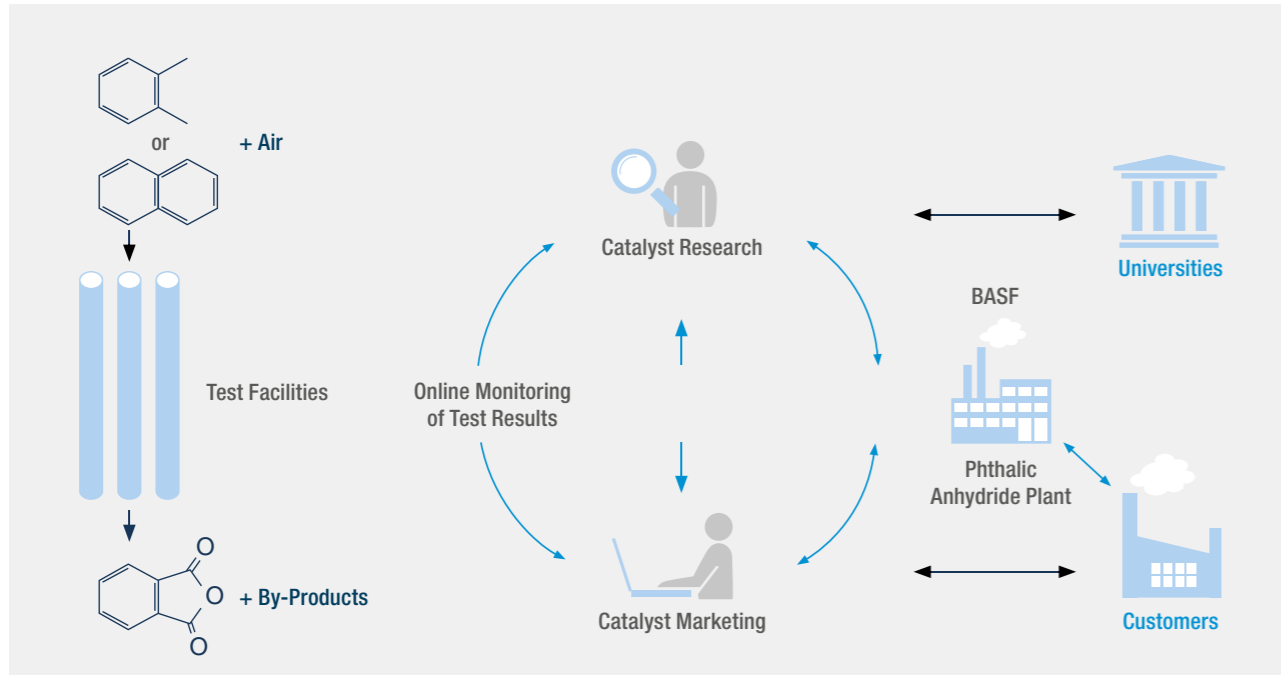 or
+ Air
Test Facilities
O
O
O
+ By-Products
Catalyst Research
Online Monitoring
of Test Results
Catalyst Marketing
Universities
BASF
Phthalic
Anhydride Plant
Customers